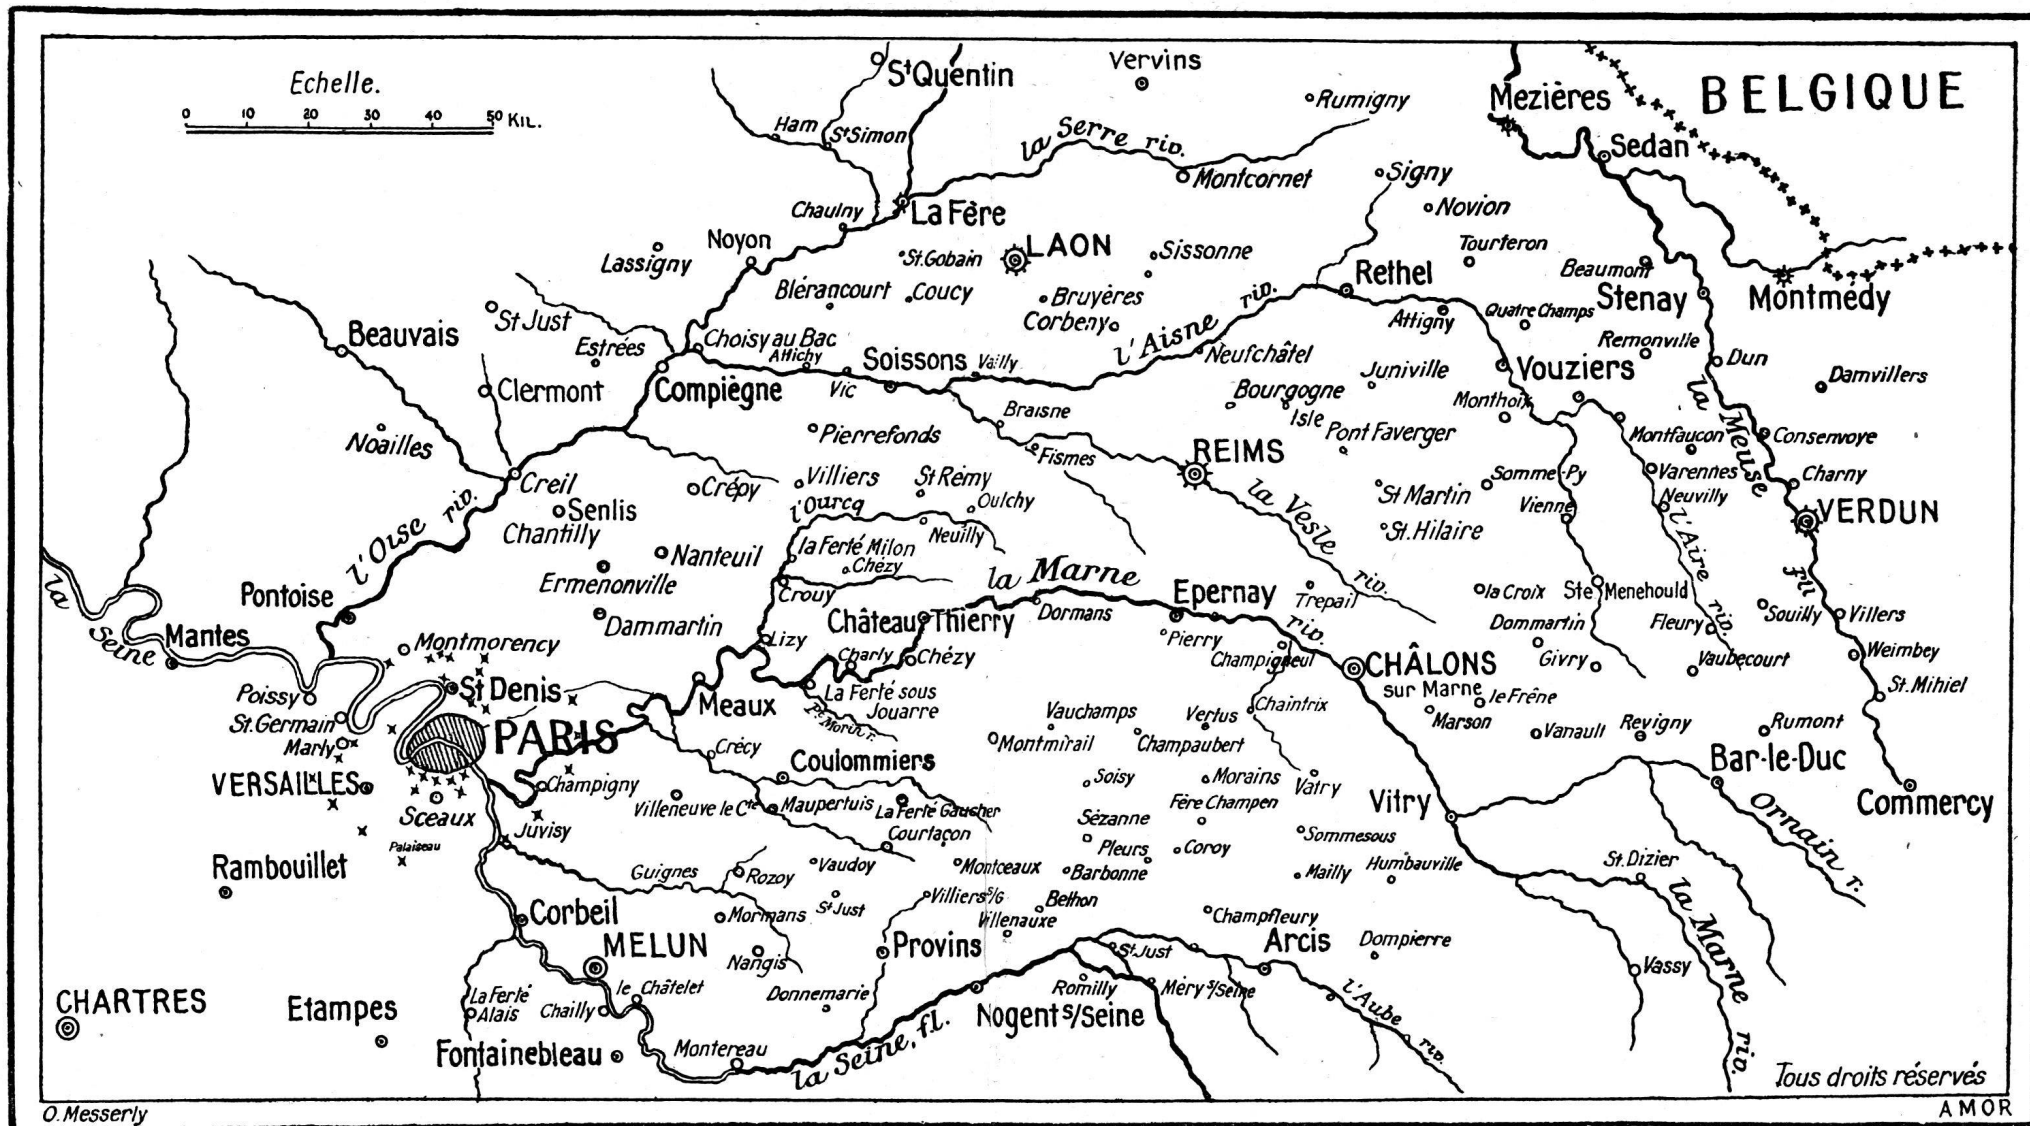 Echelle.
0 10 20 30 40 50 KIL.
BELGIQUE
St Quentin
Vervins
Rumigny
Mezières
Sedan
Ham
St Simon
la Serre riv.
Montcornet
Signy
Novion
Chaulny
La Fère
Noyon
Lassigny
St. Gobain
LAON
Sissonne
Tourteron
Beaumont
Blérancourt
Coucy
Bruyères
Corbeny
Rethel
Attigny
Quatre Champs
Stenay
Montmédy
St Just
Beauvais
Estrées
Choisy au Bac
Attichy
Soissons
Vailly
l'Aisne riv.
Neufchâtel
Remonville
Dun
Clermont
Compiègne
Vic
Bourgogne
Juniville
Vouziers
Damvillers
Noailles
Pierrefonds
Braisne
Isle
Pont Faverger
Monthoix
Montfaucon
la Meuse fl.
Consenvoye
Creil
Crépy
Villiers
St Rémy
Oulchy
Fismes
REIMS
St Martin
Somme-Py
Varennes
Charny
Senlis
Chantilly
l'Ourcq
Neuilly
la Vesle riv.
St. Hilaire
Vienne
Neuvilly
VERDUN
l'Oise riv.
Ermenonville
Nanteuil
la Ferté Milon
Chézy
la Marne riv.
l'Aire riv.
Pontoise
Crouy
Dammartin
Château Thierry
Dormans
Epernay
Trepail
la Croix
Ste Menehould
Souilly
Villers
la Seine
Mantes
Montmorency
Lizy
Charly
Chézy
Pierry
Champigneul
CHÂLONS
sur Marne
Dommartin
Givry
Fleury
Vaubecourt
Weimbey
Poissy
St Denis
Meaux
La Ferté sous
Jouarre
Pt Morin r.
Chaintrix
le Frêne
St. Mihiel
St. Germain
Marly
PARIS
Crécy
Vauchamps
Montmirail
Vertus
Champaubert
Marson
Vanault
Revigny
Rumont
VERSAILLES
Sceaux
Champigny
Coulommiers
Soisy
Morains
Vatry
Bar-le-Duc
Commercy
Villeneuve le Cte
Maupertuis
La Ferté Gaucher
Fère Champen
Vitry
Ornain r.
Palaiseau
Juvisy
Courtaçon
Sézanne
Pleurs
Coroy
Sommesous
Rambouillet
Guignes
Rozoy
Vaudoy
Montceaux
Barbonne
Mailly
Humbauville
St. Dizier
Corbeil
Mormans
St Just
Villiers s/G
Bethon
Villenauxe
Champfleury
la Marne riv.
MELUN
Nangis
Provins
St Just
Arcis
Dompierre
Vassy
CHARTRES
Etampes
La Ferté
Alais
Chailly
le Châtelet
Donnemarie
Nogent s/Seine
Romilly
Méry s/Seine
l'Aube riv.
Fontainebleau
Montereau
la Seine, fl.
Tous droits réservés
O. Messerly
AMOR